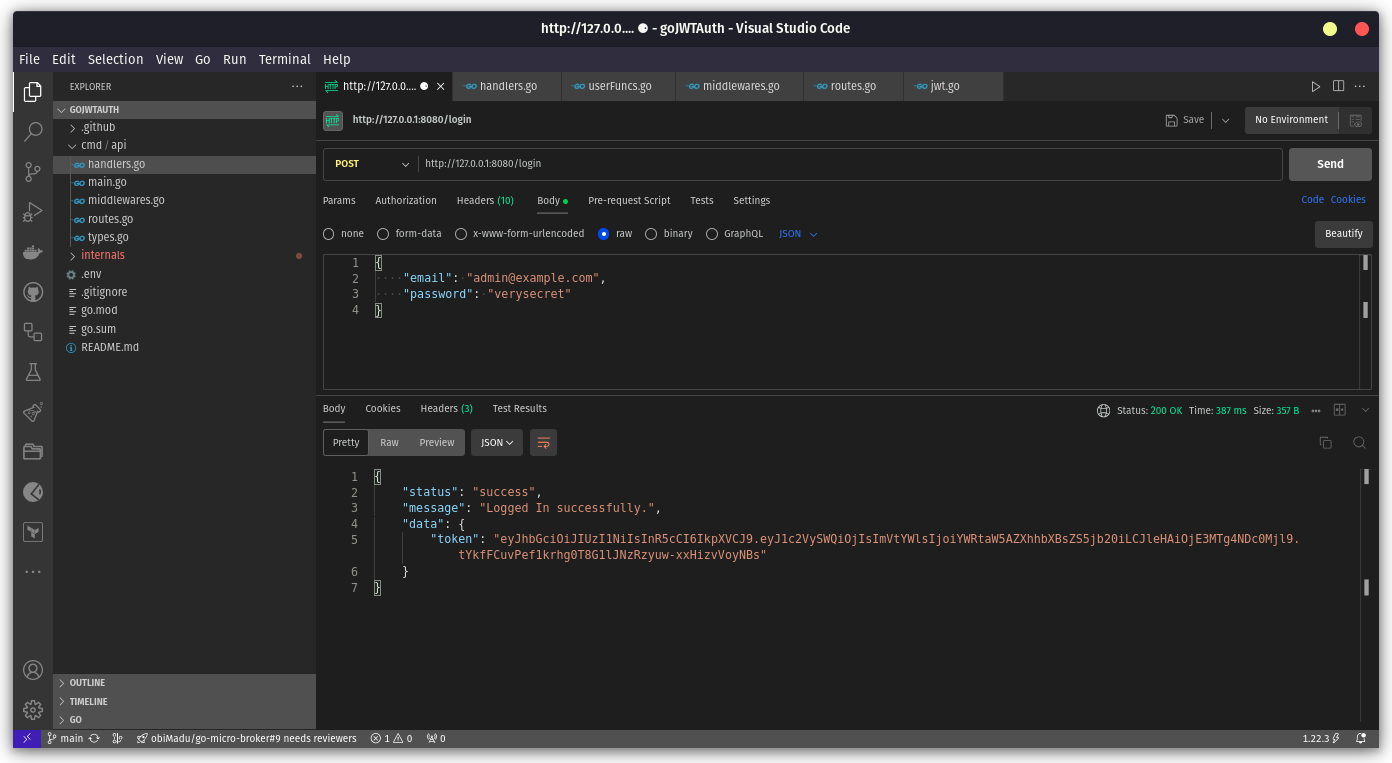 http://127.0.0.... - goJWTAuth - Visual Studio Code
File Edit Selection View Go Run Terminal Help
EXPLORER
GOJWTAUTH
.github
cmd / api
handlers.go
main.go
middlewares.go
routes.go
types.go
internals
.env
.gitignore
go.mod
go.sum
README.md
OUTLINE
TIMELINE
GO
http://127.0.0.... handlers.go userFuncs.go middlewares.go routes.go jwt.go
http://127.0.0.1:8080/login Save No Environment
POST http://127.0.0.1:8080/login Send
Params Authorization Headers (10) Body Pre-request Script Tests Settings Code Cookies
none form-data x-www-form-urlencoded raw binary GraphQL JSON Beautify
1 {
2 "email": "admin@example.com",
3 "password": "verysecret"
4 }
Body Cookies Headers (3) Test Results Status: 200 OK Time: 387 ms Size: 357 B
Pretty Raw Preview JSON
1 {
2 "status": "success",
3 "message": "Logged In successfully.",
4 "data": {
5 "token": "eyJhbGciOiJIUzI1NiIsInR5cCI6IkpXVCJ9.eyJ1c2VySWQiOjIsImVtYWlsIjoiYWRtaW5AZXhhbXBsZS5jb20iLCJleHAiOjE3MTg4NDc0Mjl9.
tYkfFCuvPef1krhg0T8G1lJNzRzyuw-xxHizvVoyNBs"
6 }
7 }
main obiMadu/go-micro-broker#9 needs reviewers 1 0 0 1.22.3